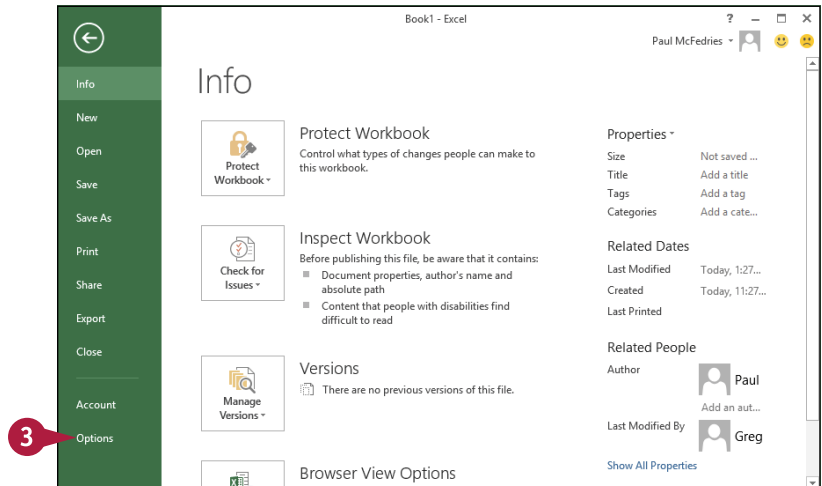 Book1 - Excel
?
Paul McFedries
Info
New
Open
Save
Save As
Print
Share
Export
Close
Account
3
Options
Info
Protect
Workbook
Protect Workbook
Control what types of changes people can make to
this workbook.
Check for
Issues
Inspect Workbook
Before publishing this file, be aware that it contains:
Document properties, author's name and
absolute path
Content that people with disabilities find
difficult to read
Manage
Versions
Versions
There are no previous versions of this file.
Browser View Options
Properties
Size Not saved ...
Title Add a title
Tags Add a tag
Categories Add a cate...
Related Dates
Last Modified Today, 1:27...
Created Today, 11:27...
Last Printed
Related People
Author Paul
Add an aut...
Last Modified By Greg
Show All Properties